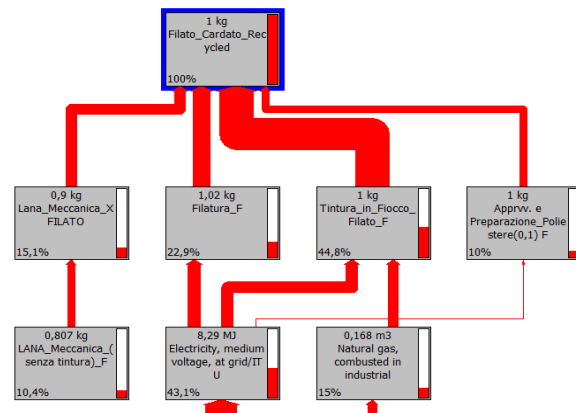 1 kg
Filato_Cardato_Rec
ycled
100%
0,9 kg
Lana_Meccanica_X
FILATO
15,1%
1,02 kg
Filatura_F
22,9%
1 kg
Tintura_in_Fiocco_
Filato_F
44,8%
1 kg
Apprvv. e
Preparazione_Polie
stere(0,1) F
10%
0,807 kg
LANA_Meccanica_(
senza tintura)_F
10,4%
8,29 MJ
Electricity, medium
voltage, at grid/IT
U
43,1%
0,168 m3
Natural gas,
combusted in
industrial
15%